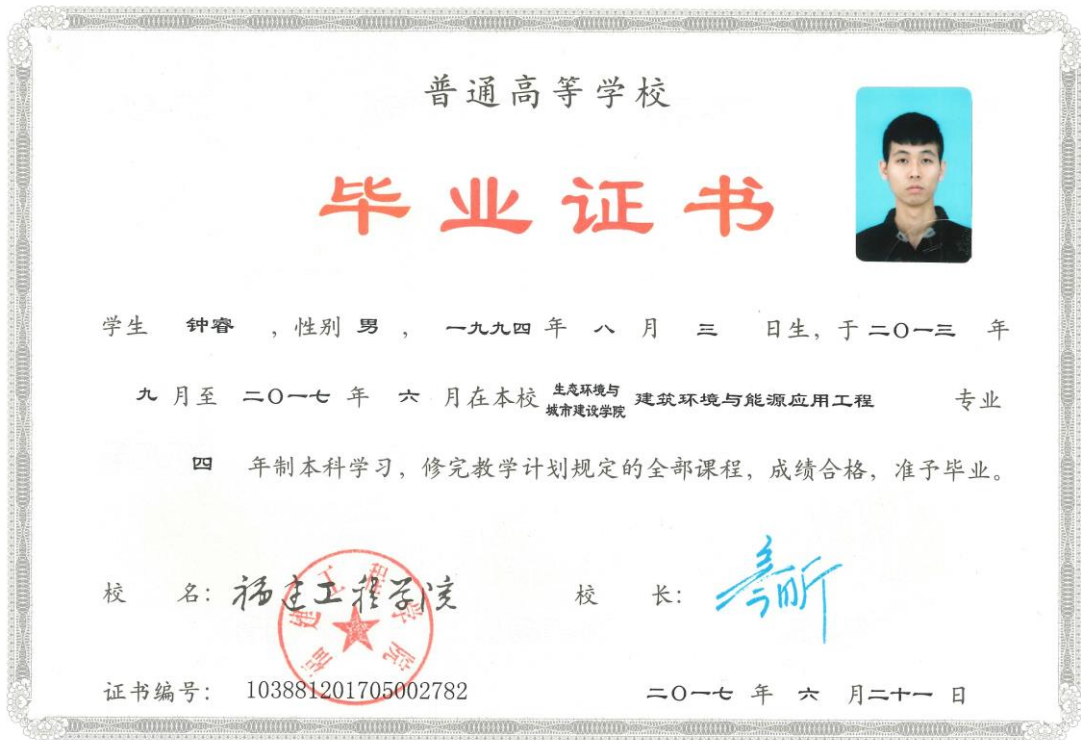 普通高等学校
毕业证书
学生 钟睿 ，性别 男 ， 一九九四 年 八 月 三 日生，于 二〇一三 年
九 月至 二〇一七 年 六 月在本校 生态环境与城市建设学院 建筑环境与能源应用工程 专业
四 年制本科学习，修完教学计划规定的全部课程，成绩合格，准予毕业。
校 名：福建工程学院 校 长：
福建工程学院
证书编号： 103881201705002782 二〇一七 年 六 月二十一 日